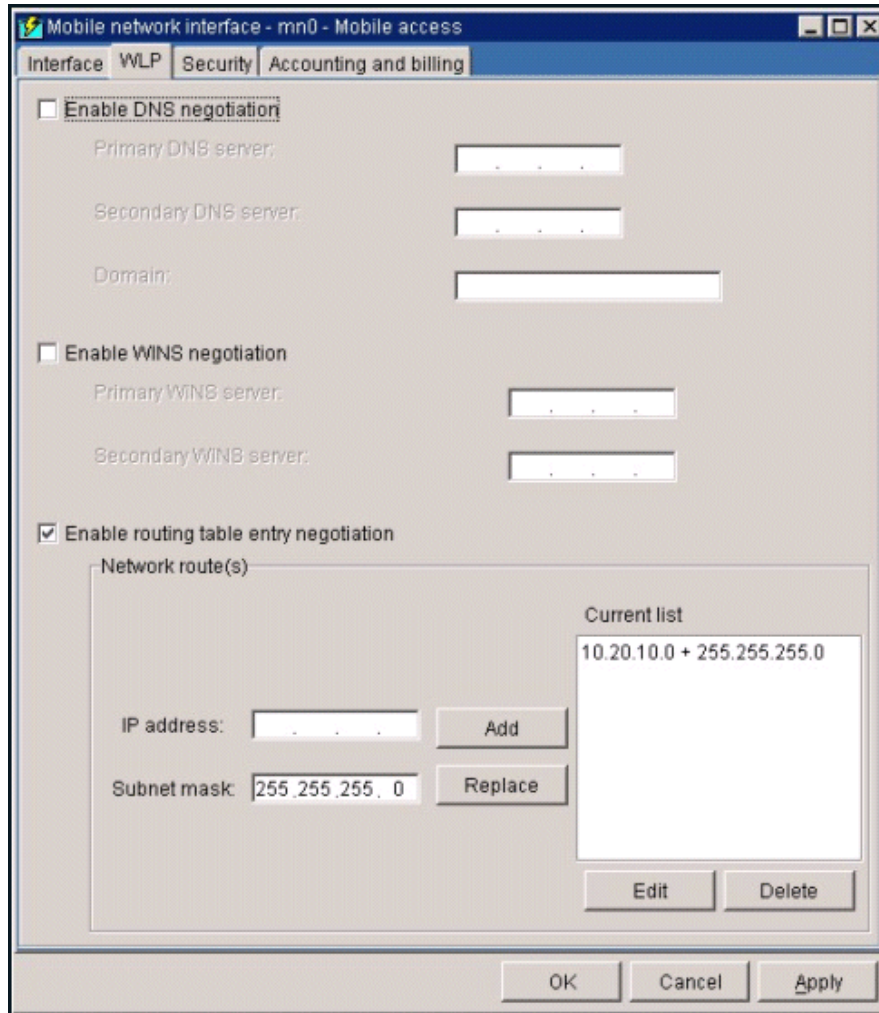 Mobile network interface - mn0 - Mobile access
Interface WLP Security Accounting and billing
Enable DNS negotiation
Primary DNS server:
. . .
Secondary DNS server:
. . .
Domain:
Enable WINS negotiation
Primary WINS server:
. . .
Secondary WINS server:
. . .
Enable routing table entry negotiation
Network route(s)
Current list
10.20.10.0 + 255.255.255.0
IP address: . . . Add
Subnet mask: 255.255.255. 0 Replace
Edit Delete
OK Cancel Apply